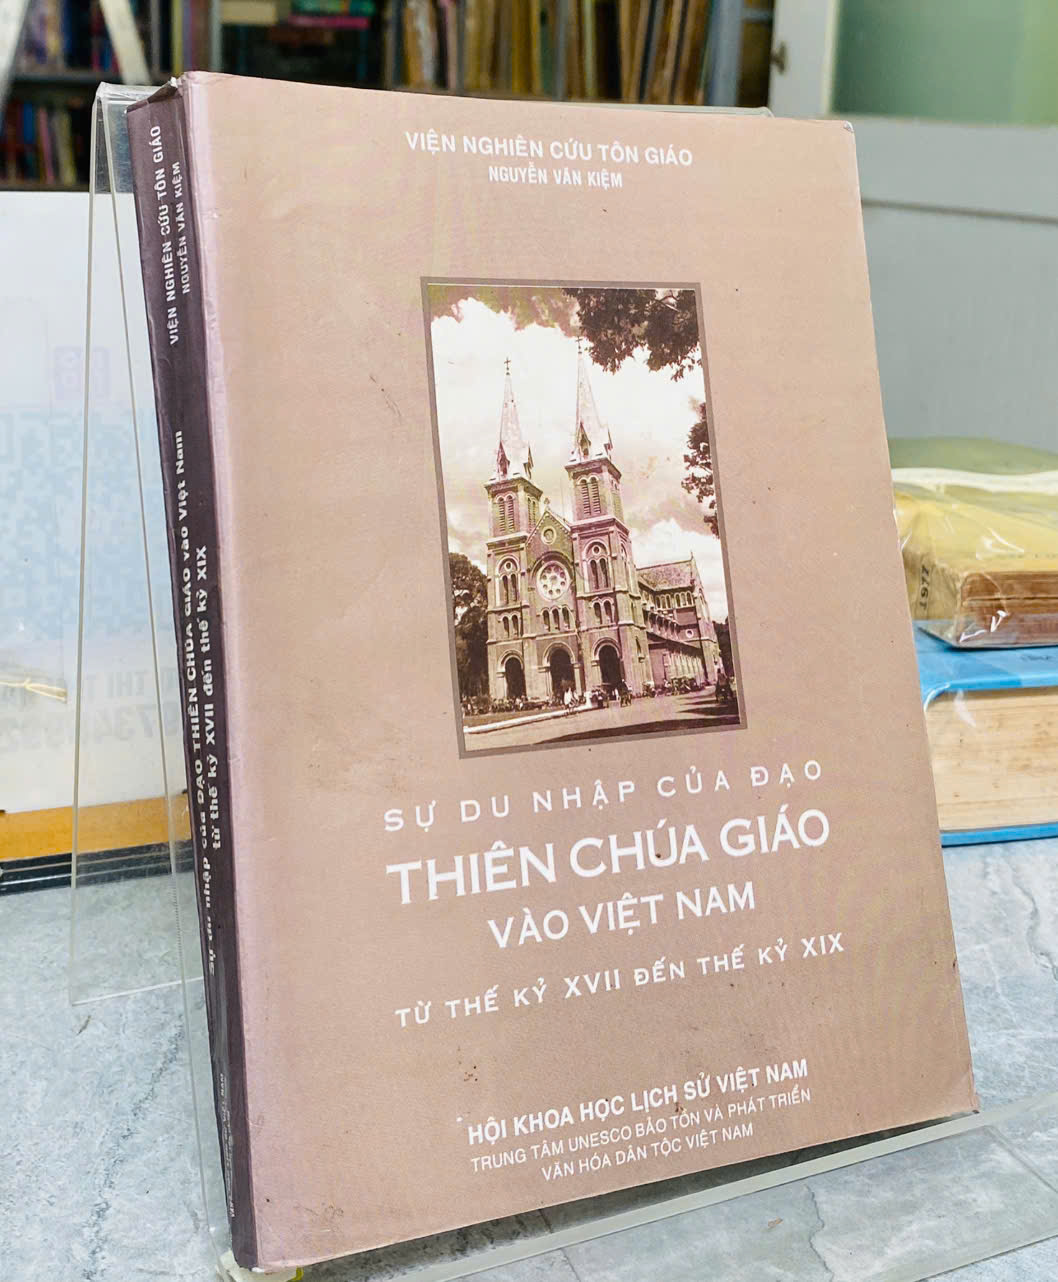 VIỆN NGHIÊN CỨU TÔN GIÁO
NGUYỄN VĂN KIỆM
SỰ DU NHẬP CỦA ĐẠO
THIÊN CHÚA GIÁO
VÀO VIỆT NAM
TỪ THẾ KỶ XVII ĐẾN THẾ KỶ XIX
HỘI KHOA HỌC LỊCH SỬ VIỆT NAM
TRUNG TÂM UNESCO BẢO TỒN VÀ PHÁT TRIỂN
VĂN HÓA DÂN TỘC VIỆT NAM
VIỆN NGHIÊN CỨU TÔN GIÁO
NGUYỄN VĂN KIỆM
Sự du nhập của ĐẠO THIÊN CHÚA GIÁO vào Việt Nam
từ thế kỷ XVII đến thế kỷ XIX
1977